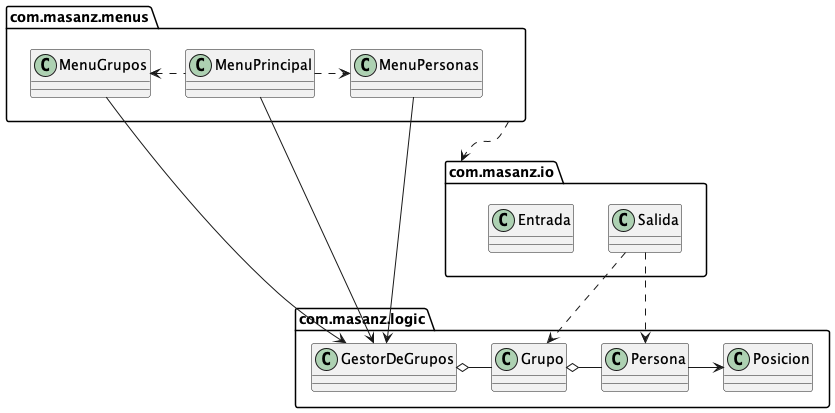 com.masanz.menus
C MenuGrupos
C MenuPrincipal
C MenuPersonas
com.masanz.io
C Entrada
C Salida
com.masanz.logic
C GestorDeGrupos
C Grupo
C Persona
C Posicion